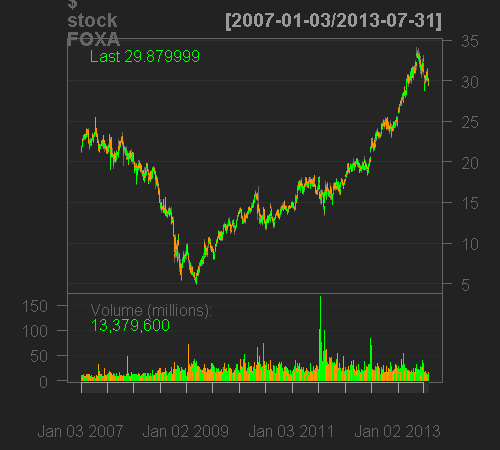 $
stock
FOXA
[2007-01-03/2013-07-31]
Last 29.879999
35
30
25
20
15
10
5
Volume (millions):
13,379,600
150
100
50
0
Jan 03 2007
Jan 02 2009
Jan 03 2011
Jan 02 2013